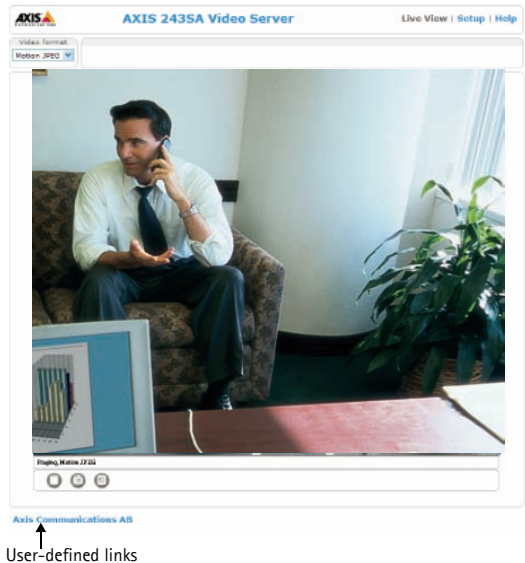 AXIS
AXIS 243SA Video Server
Live View | Setup | Help
Video format
Motion JPEG
Playing, Motion JPEG
Axis Communications AB
User-defined links